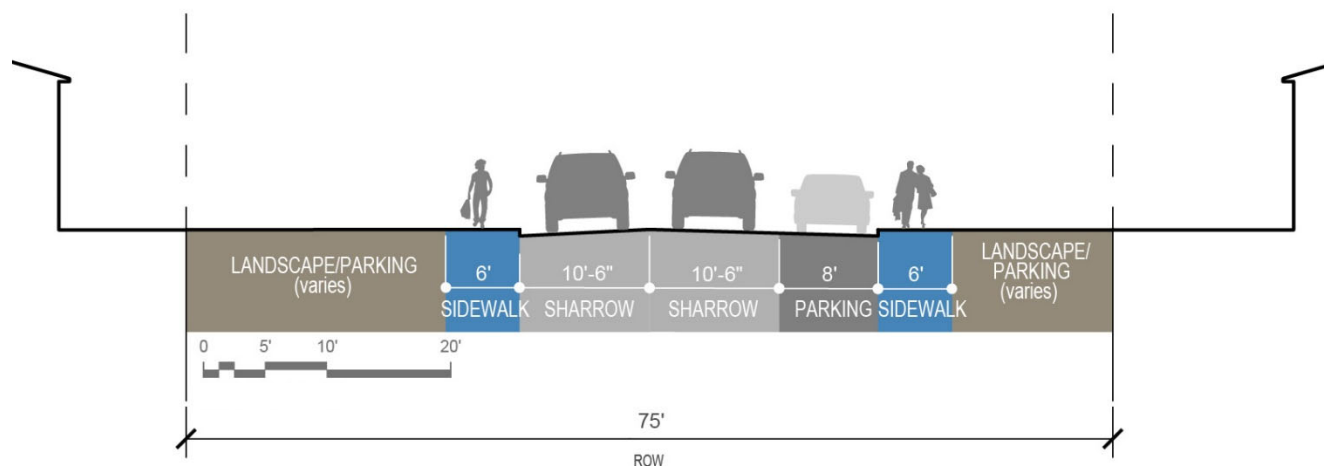 LANDSCAPE/PARKING
(varies)
6'
SIDEWALK
10'-6"
SHARROW
10'-6"
SHARROW
8'
PARKING
6'
SIDEWALK
LANDSCAPE/
PARKING
(varies)
0 5' 10' 20'
75'
ROW